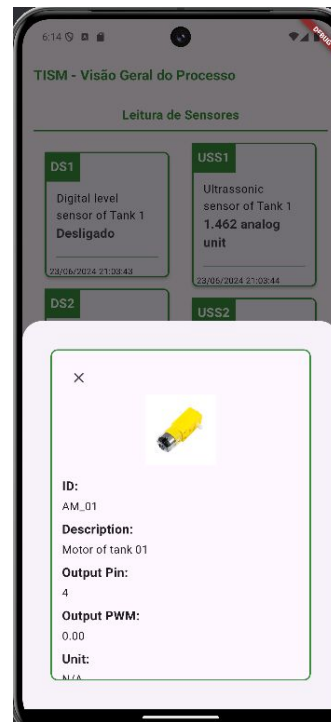 6:14
DEBUG
TISM - Visão Geral do Processo
Leitura de Sensores
DS1
Digital level
sensor of Tank 1
Desligado
23/06/2024 21:03:43
USS1
Ultrassonic
sensor of Tank 1
1.462 analog
unit
23/06/2024 21:03:44
DS2
USS2
ID:
AM_01
Description:
Motor of tank 01
Output Pin:
4
Output PWM:
0.00
Unit:
N/A